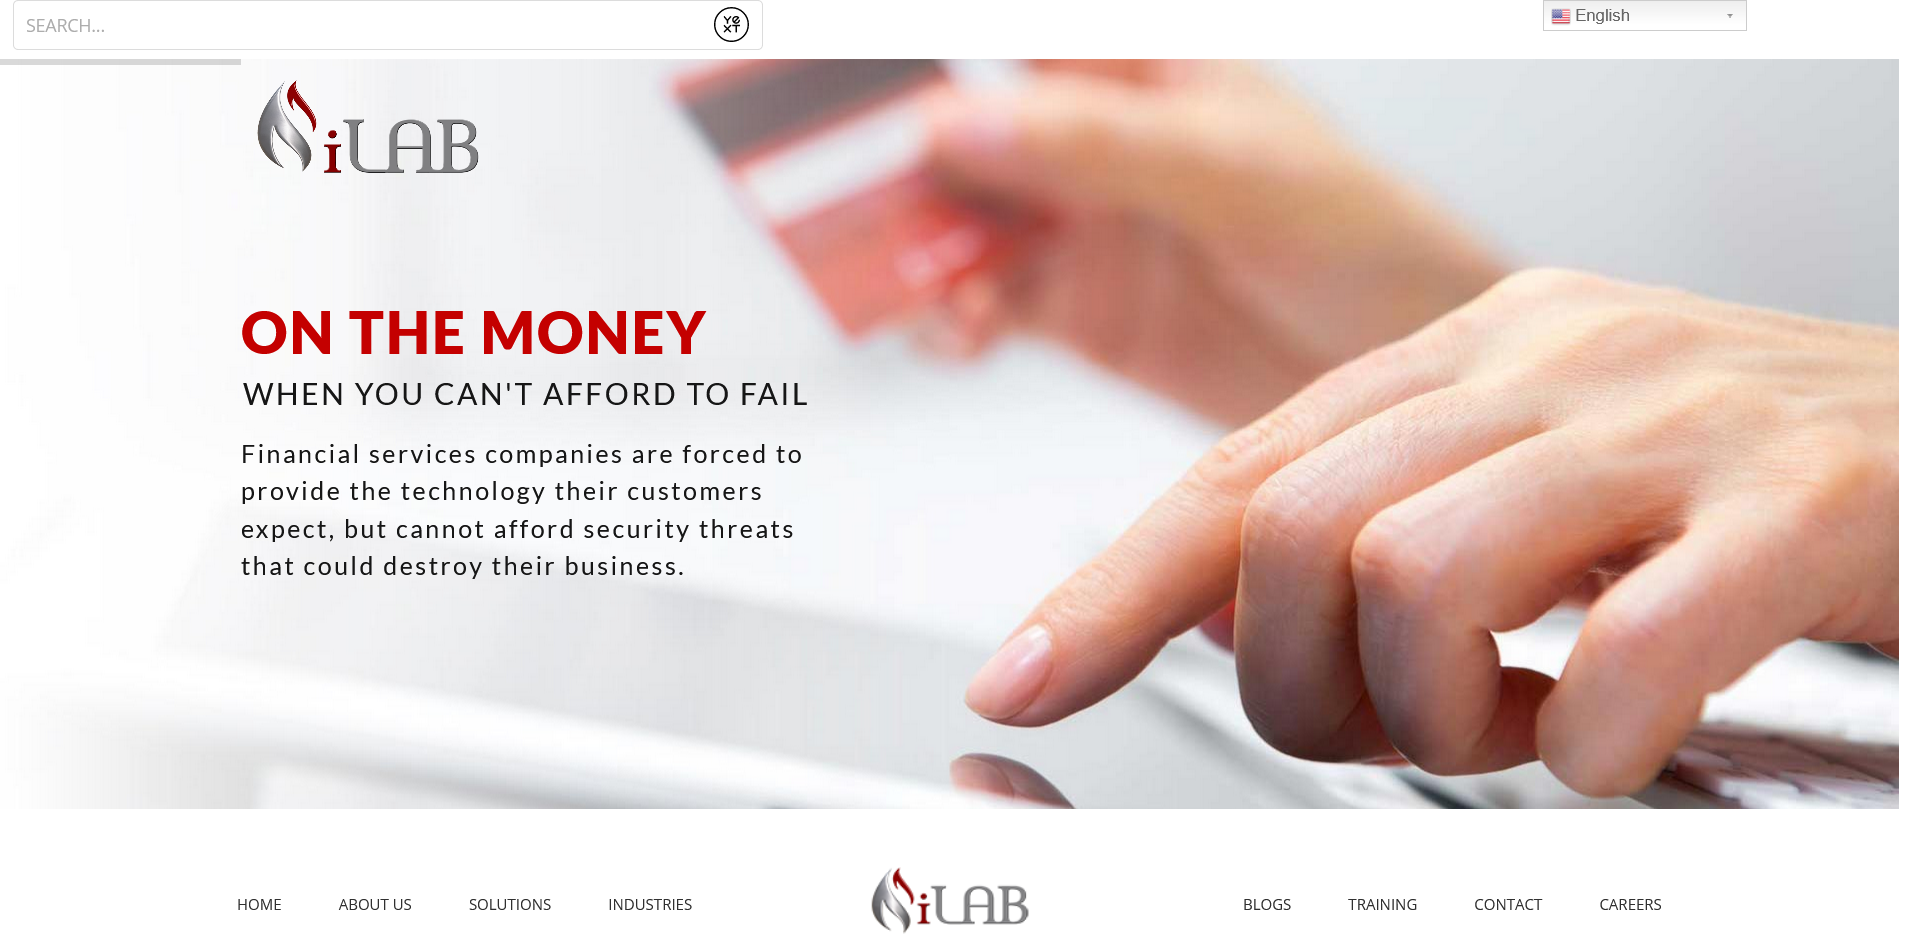 SEARCH...
YEXT
English
iLAB
ON THE MONEY
WHEN YOU CAN'T AFFORD TO FAIL
Financial services companies are forced to
provide the technology their customers
expect, but cannot afford security threats
that could destroy their business.
HOME ABOUT US SOLUTIONS INDUSTRIES iLAB BLOGS TRAINING CONTACT CAREERS